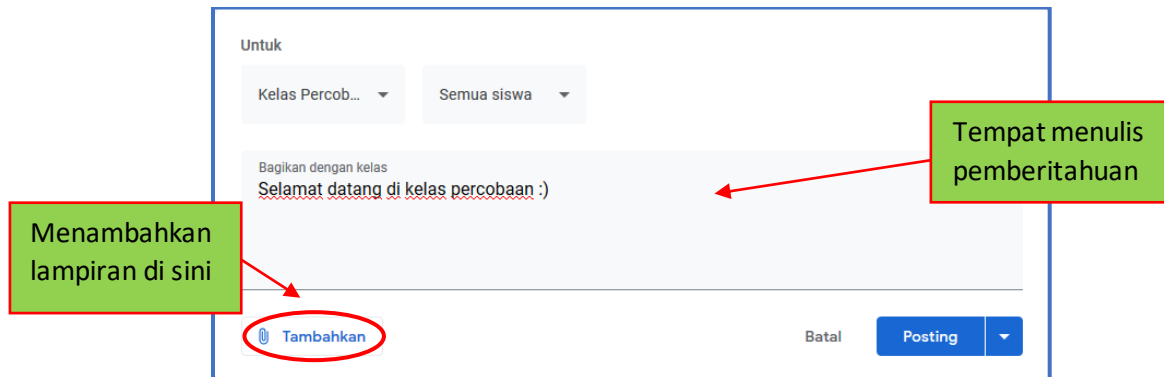 Untuk
Kelas Percob... Semua siswa
Tempat menulis
pemberitahuan
Bagikan dengan kelas
Selamat datang di kelas percobaan :)
Menambahkan
lampiran di sini
Tambahkan Batal Posting